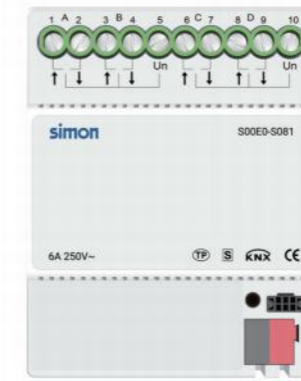 1 A 2 3 B 4 5 6 C 7 8 D 9 10
Un Un
simon S00E0-S081
6A 250V~ TP S KNX CE